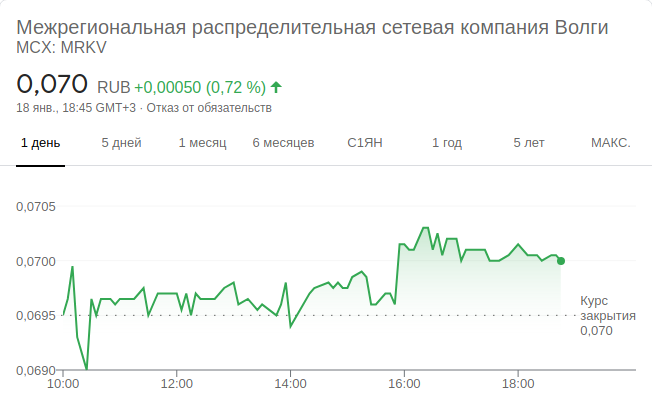 Межрегиональная распределительная сетевая компания Волги
MCX: MRKV
0,070 RUB +0,00050 (0,72 %)
18 янв., 18:45 GMT+3 · Отказ от обязательств
1 день 5 дней 1 месяц 6 месяцев С1ЯН 1 год 5 лет МАКС.
0,0705
0,0700
0,0695
0,0690
Курс
закрытия
0,070
10:00 12:00 14:00 16:00 18:00